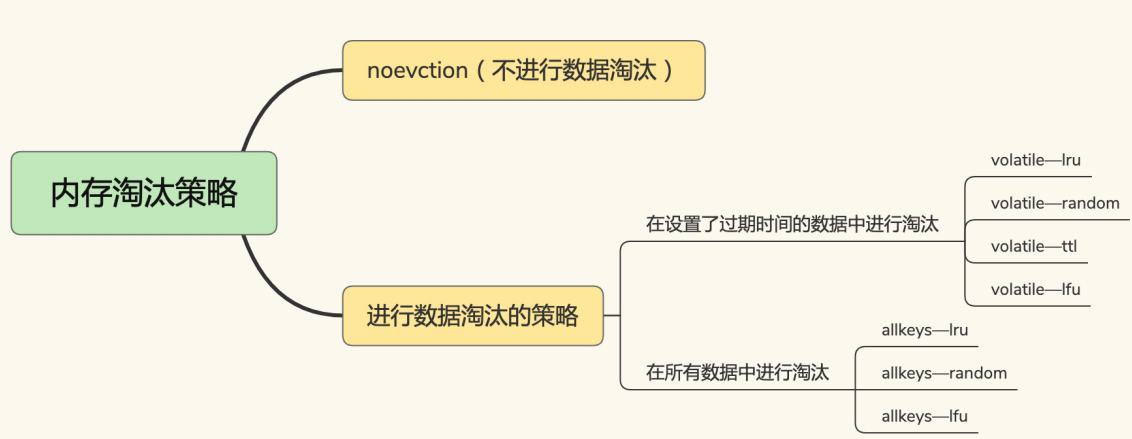 noevction（不进行数据淘汰）
内存淘汰策略
进行数据淘汰的策略
在设置了过期时间的数据中进行淘汰
volatile—lru
volatile—random
volatile—ttl
volatile—lfu
在所有数据中进行淘汰
allkeys—lru
allkeys—random
allkeys—lfu